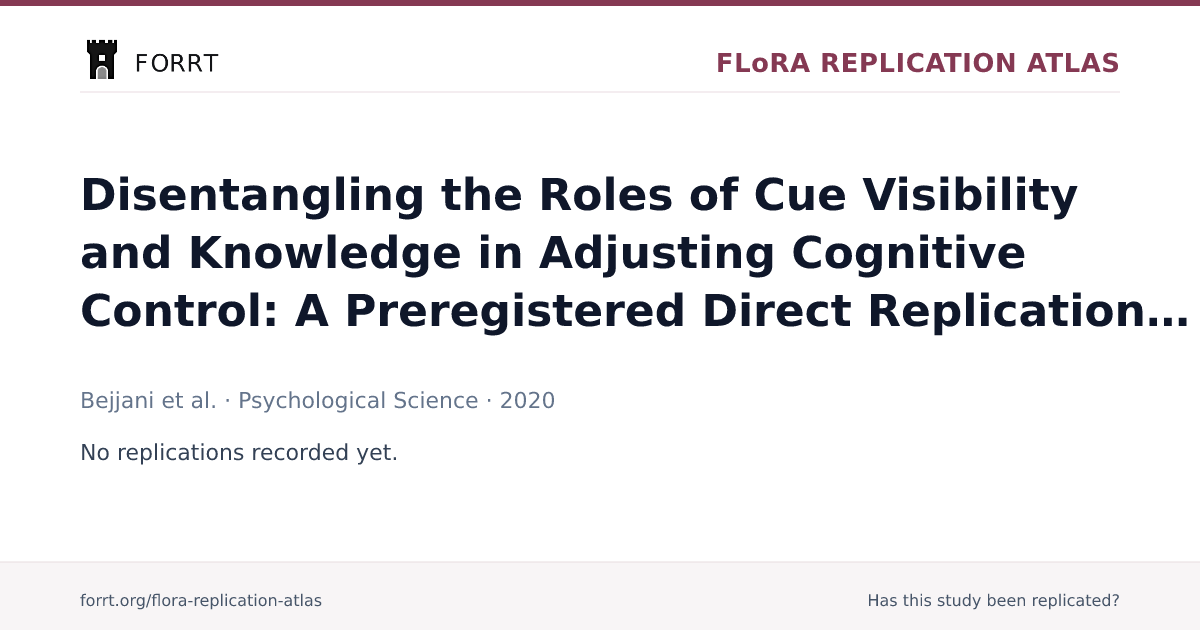 FORRT
FLoRA REPLICATION ATLAS
Disentangling the Roles of Cue Visibility
and Knowledge in Adjusting Cognitive
Control: A Preregistered Direct Replication…
Bejjani et al. · Psychological Science · 2020
No replications recorded yet.
forrt.org/flora-replication-atlas
Has this study been replicated?